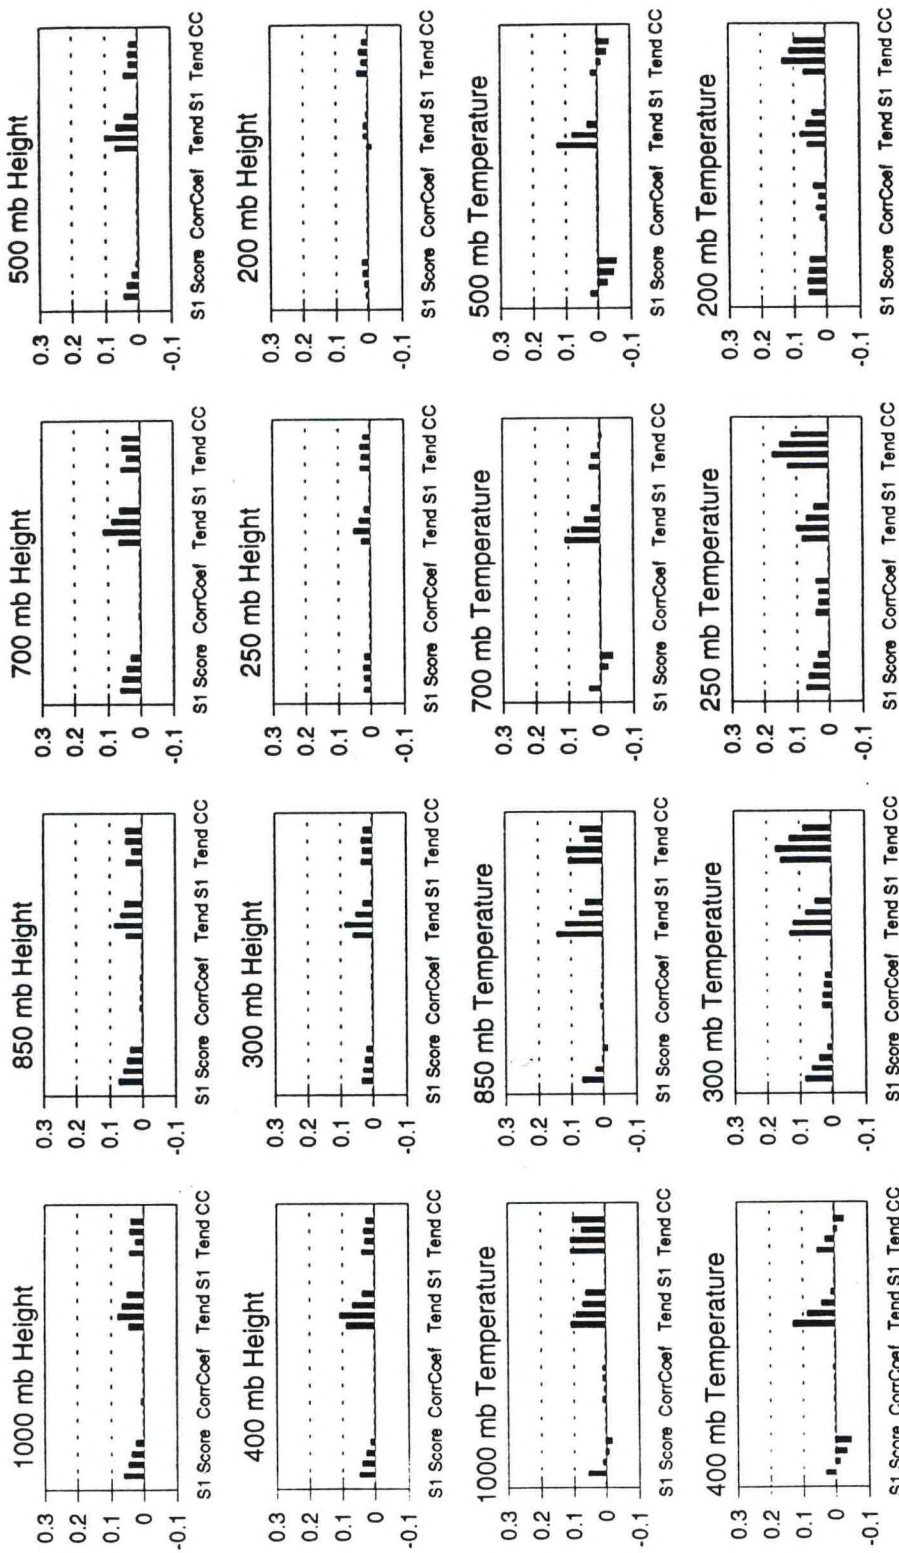 1000 mb Height
0.3
0.2
0.1
0
-0.1
S1 Score CorrCoef Tend S1 Tend CC
850 mb Height
0.3
0.2
0.1
0
-0.1
S1 Score CorrCoef Tend S1 Tend CC
700 mb Height
0.3
0.2
0.1
0
-0.1
S1 Score CorrCoef Tend S1 Tend CC
500 mb Height
0.3
0.2
0.1
0
-0.1
S1 Score CorrCoef Tend S1 Tend CC
400 mb Height
0.3
0.2
0.1
0
-0.1
S1 Score CorrCoef Tend S1 Tend CC
300 mb Height
0.3
0.2
0.1
0
-0.1
S1 Score CorrCoef Tend S1 Tend CC
250 mb Height
0.3
0.2
0.1
0
-0.1
S1 Score CorrCoef Tend S1 Tend CC
200 mb Height
0.3
0.2
0.1
0
-0.1
S1 Score CorrCoef Tend S1 Tend CC
1000 mb Temperature
0.3
0.2
0.1
0
-0.1
S1 Score CorrCoef Tend S1 Tend CC
850 mb Temperature
0.3
0.2
0.1
0
-0.1
S1 Score CorrCoef Tend S1 Tend CC
700 mb Temperature
0.3
0.2
0.1
0
-0.1
S1 Score CorrCoef Tend S1 Tend CC
500 mb Temperature
0.3
0.2
0.1
0
-0.1
S1 Score CorrCoef Tend S1 Tend CC
400 mb Temperature
0.3
0.2
0.1
0
-0.1
S1 Score CorrCoef Tend S1 Tend CC
300 mb Temperature
0.3
0.2
0.1
0
-0.1
S1 Score CorrCoef Tend S1 Tend CC
250 mb Temperature
0.3
0.2
0.1
0
-0.1
S1 Score CorrCoef Tend S1 Tend CC
200 mb Temperature
0.3
0.2
0.1
0
-0.1
S1 Score CorrCoef Tend S1 Tend CC